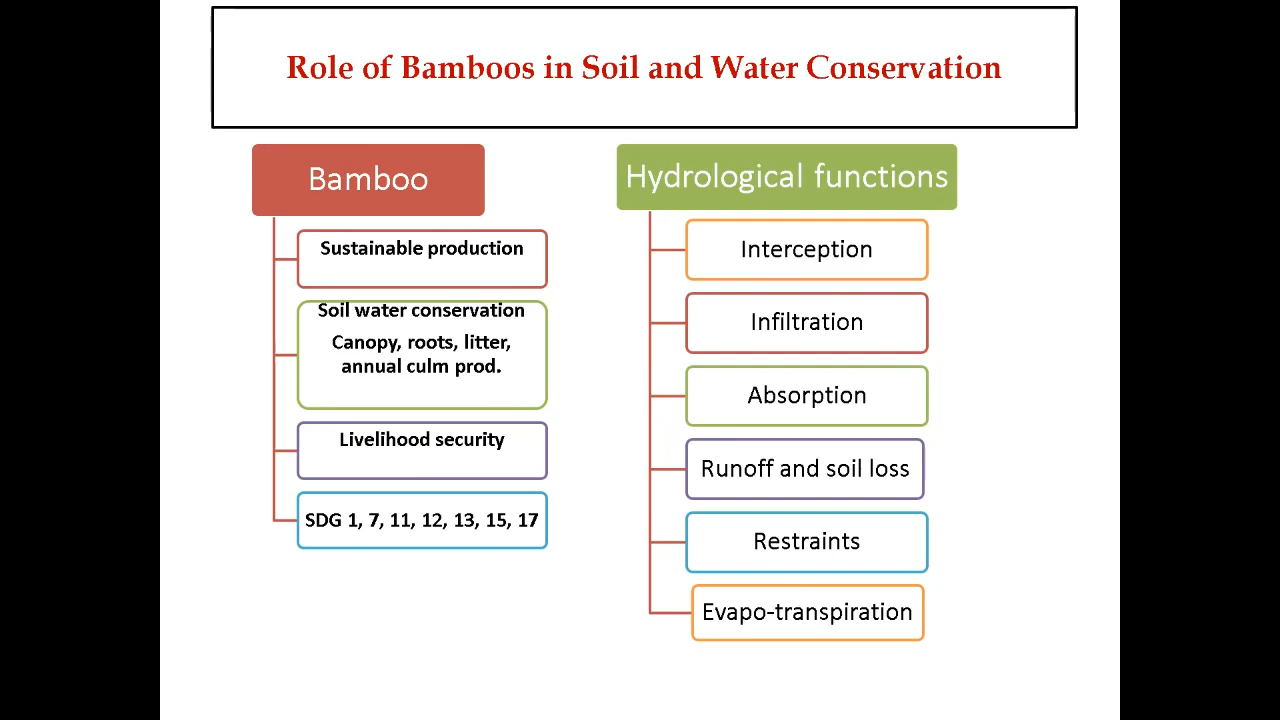 Role of Bamboos in Soil and Water Conservation
Bamboo
Sustainable production
Soil water conservation
Canopy, roots, litter,
annual culm prod.
Livelihood security
SDG 1, 7, 11, 12, 13, 15, 17
Hydrological functions
Interception
Infiltration
Absorption
Runoff and soil loss
Restraints
Evapo-transpiration